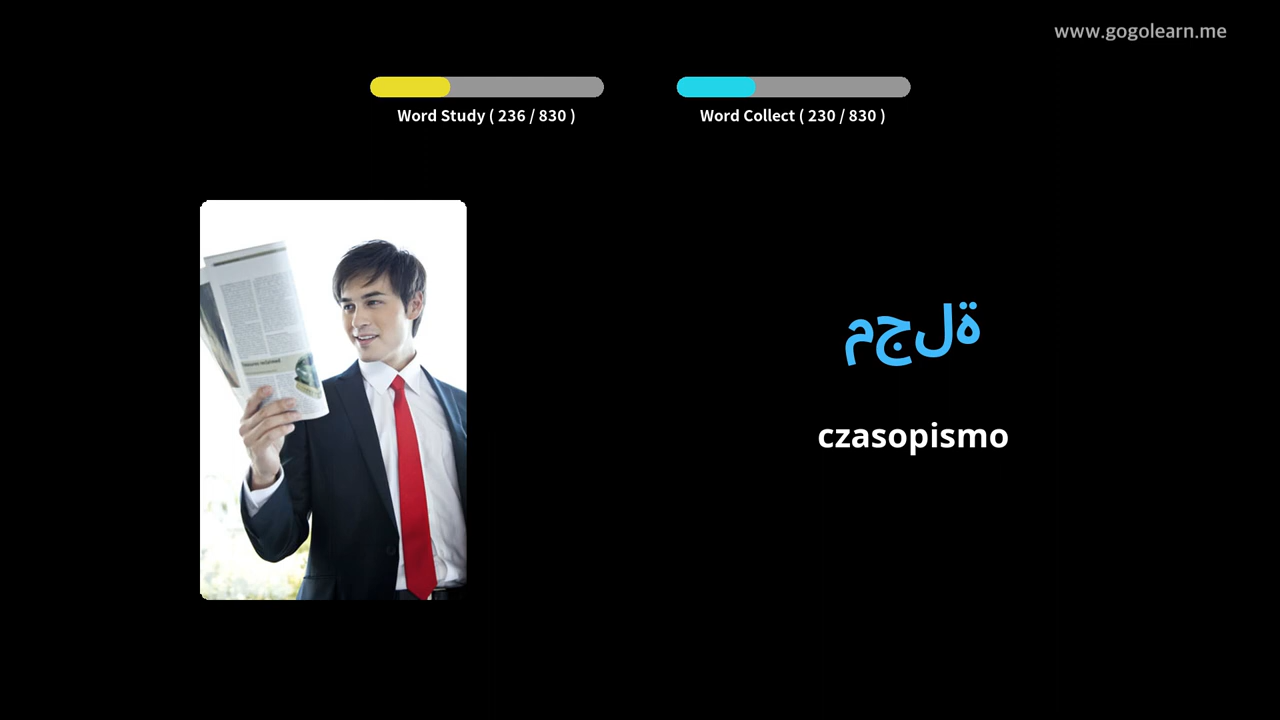 www.gogolearn.me
Word Study ( 236 / 830 )
Word Collect ( 230 / 830 )
مجلة
czasopismo